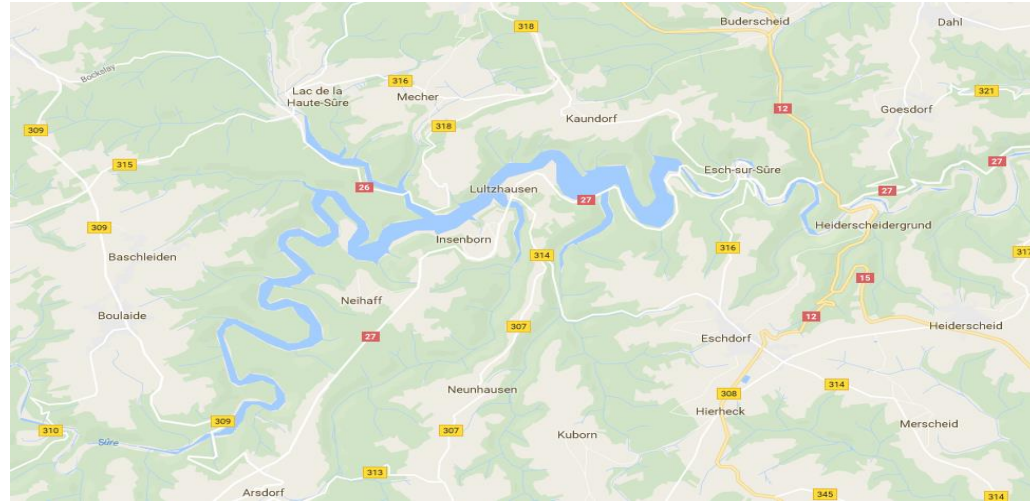 318
Buderscheid
Dahl
Bockslay
Lac de la
Haute-Sûre
316
Mecher
321
12
Goesdorf
309
318
Kaundorf
315
27
Esch-sur-Sûre
26
Lultzhausen
27
27
309
Insenborn
Heiderscheidergrund
316
317
314
Baschleiden
15
Neihaff
Boulaide
12
307
Heiderscheid
27
Eschdorf
Neunhausen
314
308
Hierheck
309
Merscheid
310
307
Kuborn
Sûre
313
Arsdorf
345
314